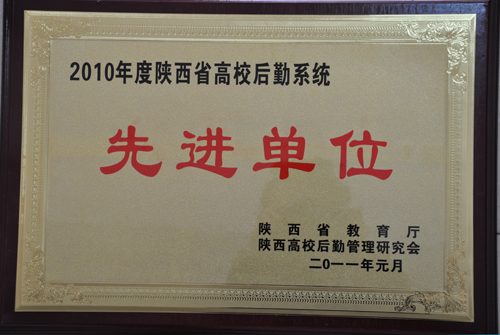 2010年度陕西省高校后勤系统
先进单位
陕西省教育厅
陕西高校后勤管理研究会
二0一一年元月